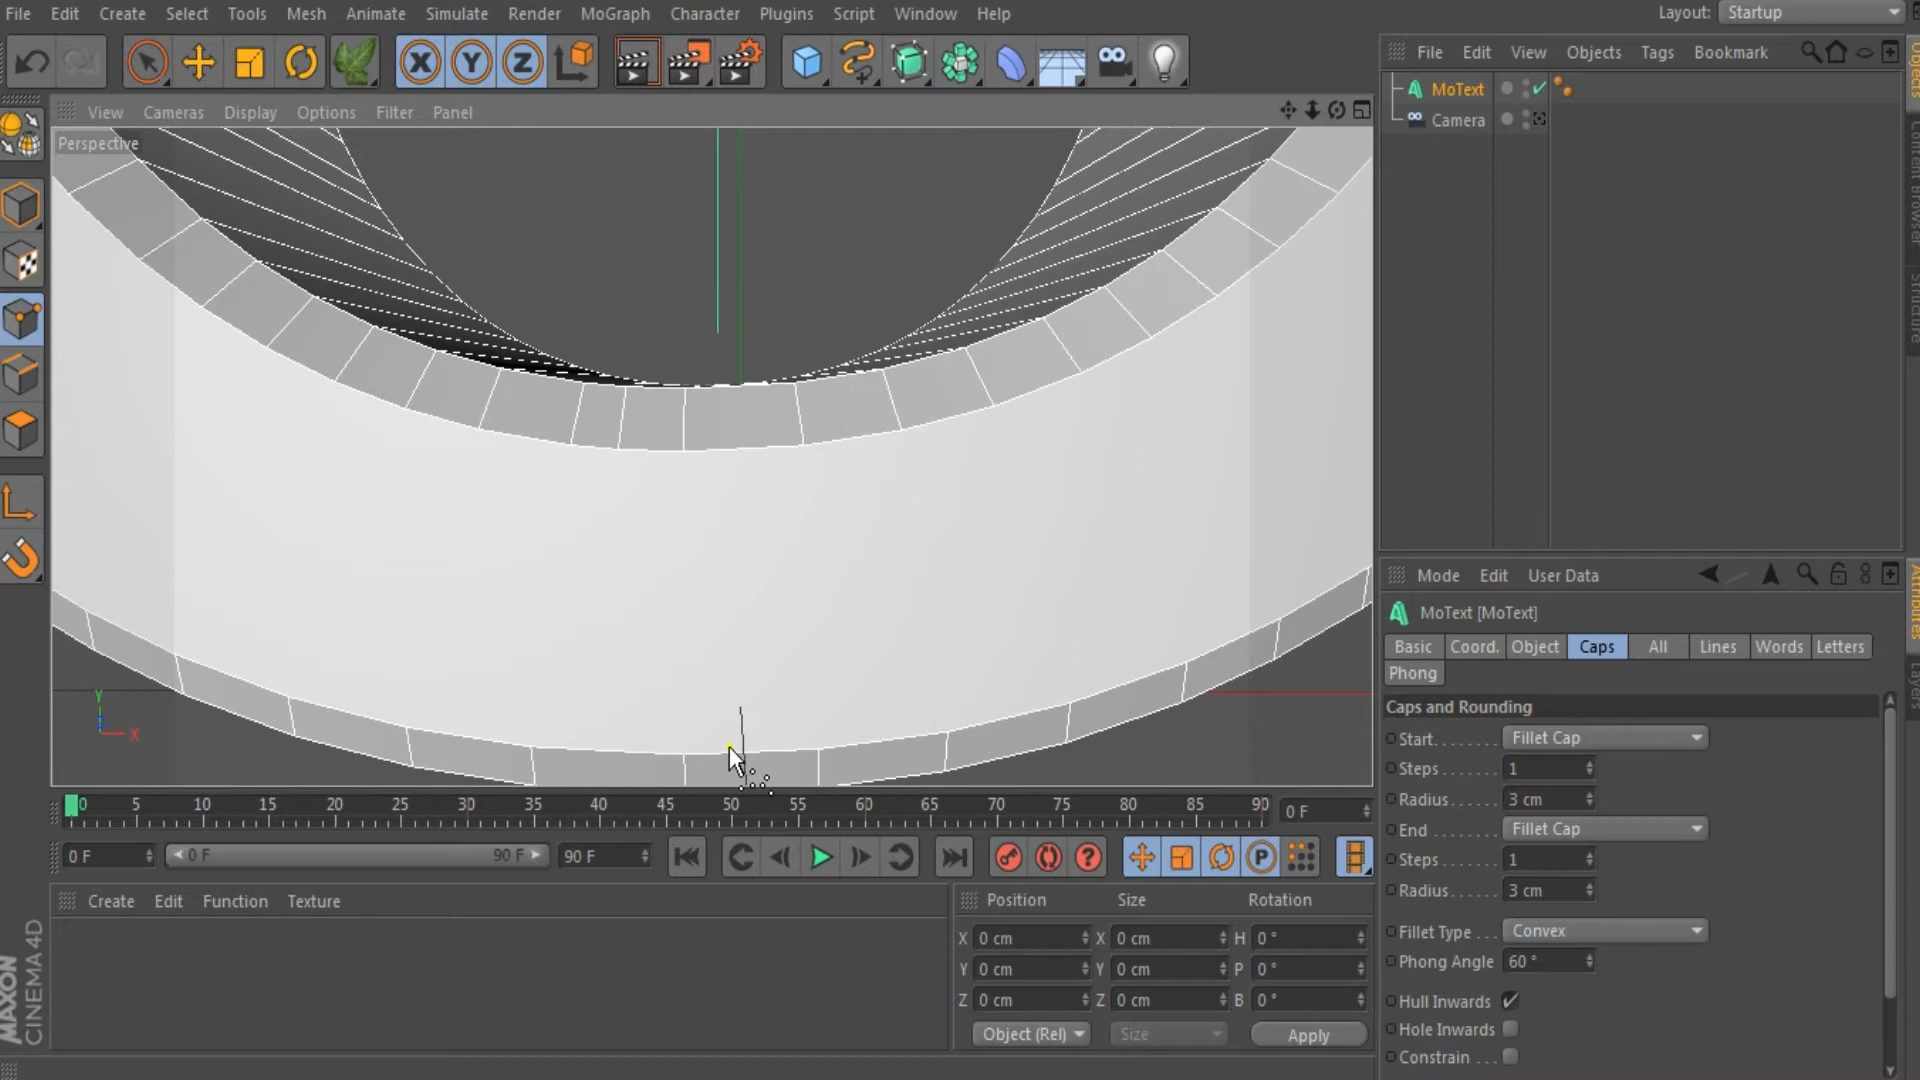 File Edit Create Select Tools Mesh Animate Simulate Render MoGraph Character Plugins Script Window Help Layout: Startup
File Edit View Objects Tags Bookmark
MoText
Camera
View Cameras Display Options Filter Panel
Perspective
X Y Z
Y
X
Objects
Content Browser
Structure
Mode Edit User Data
MoText [MoText]
Basic Coord. Object Caps All Lines Words Letters
Phong
Caps and Rounding
Start....... Fillet Cap
Steps....... 1
Radius...... 3 cm
End ........ Fillet Cap
Steps....... 1
Radius...... 3 cm
Fillet Type ... Convex
Phong Angle 60 °
Hull Inwards
Hole Inwards
Constrain ...
Attributes
Layers
0 5 10 15 20 25 30 35 40 45 50 55 60 65 70 75 80 85 90 0 F
0 F 0 F 90 F 90 F
P
?
Create Edit Function Texture
Position Size Rotation
X 0 cm X 0 cm H 0 °
Y 0 cm Y 0 cm P 0 °
Z 0 cm Z 0 cm B 0 °
Object (Rel) Size Apply
MAXON
CINEMA 4D